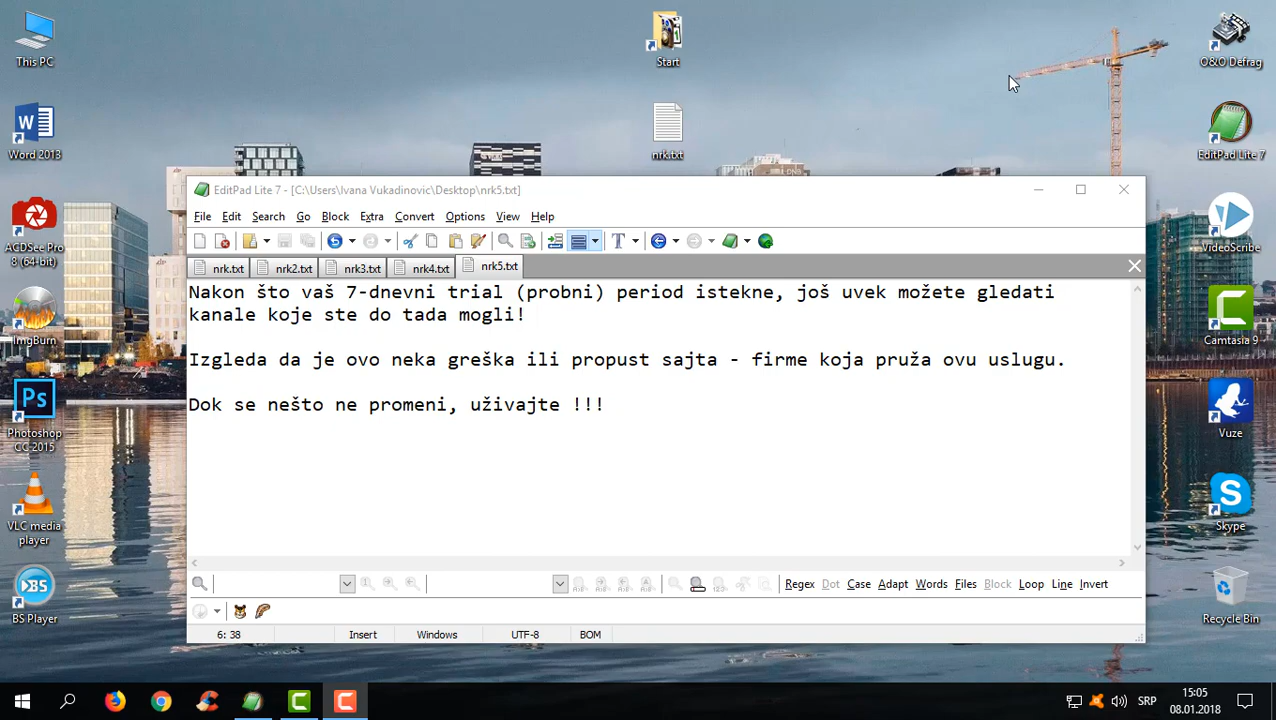 This PC
Start
O&O Defrag
Word 2013
nrk.txt
EditPad Lite 7
EditPad Lite 7 - [C:\Users\Ivana Vukadinovic\Desktop\nrk5.txt]
File Edit Search Go Block Extra Convert Options View Help
nrk.txt nrk2.txt nrk3.txt nrk4.txt nrk5.txt
Nakon što vaš 7-dnevni trial (probni) period istekne, još uvek možete gledati
kanale koje ste do tada mogli!
Izgleda da je ovo neka greška ili propust sajta - firme koja pruža ovu uslugu.
Dok se nešto ne promeni, uživajte !!!
Regex Dot Case Adapt Words Files Block Loop Line Invert
6: 38 Insert Windows UTF-8 BOM
ACDSee Pro
8 (64-bit)
ImgBurn
Ps
Photoshop
CC 2015
VLC media
player
BS
BS Player
VideoScribe
Camtasia 9
Vuze
Skype
Recycle Bin
SRP
15:05
08.01.2018